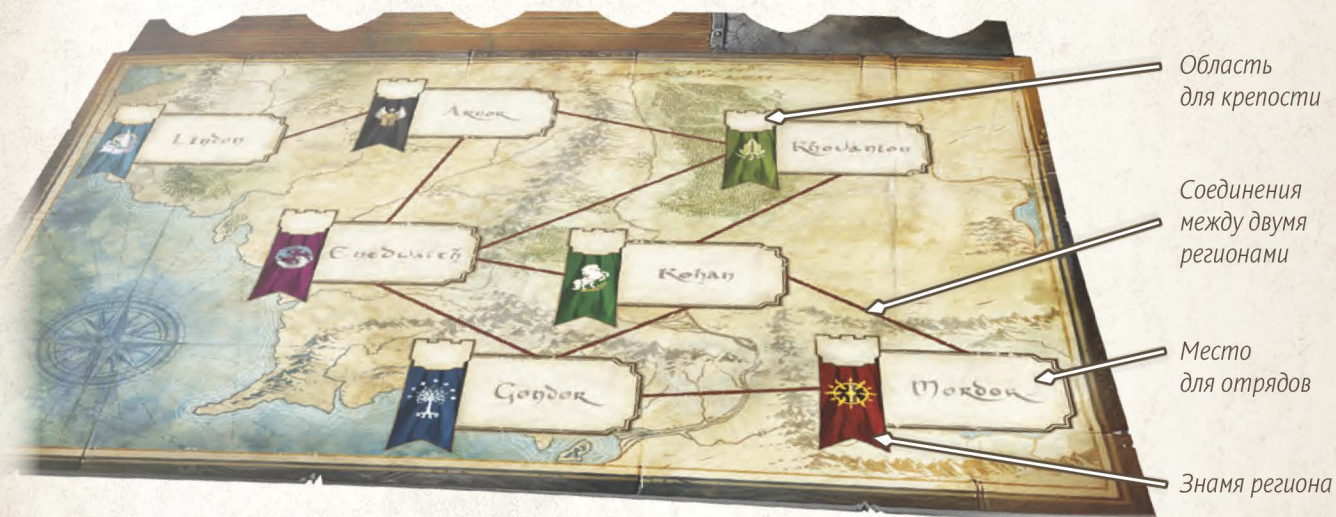 Lindon
Arnor
Rhovanion
Enedwaith
Rohan
Gondor
Mordor
Область
для крепости
Соединения
между двумя
регионами
Место
для отрядов
Знамя региона